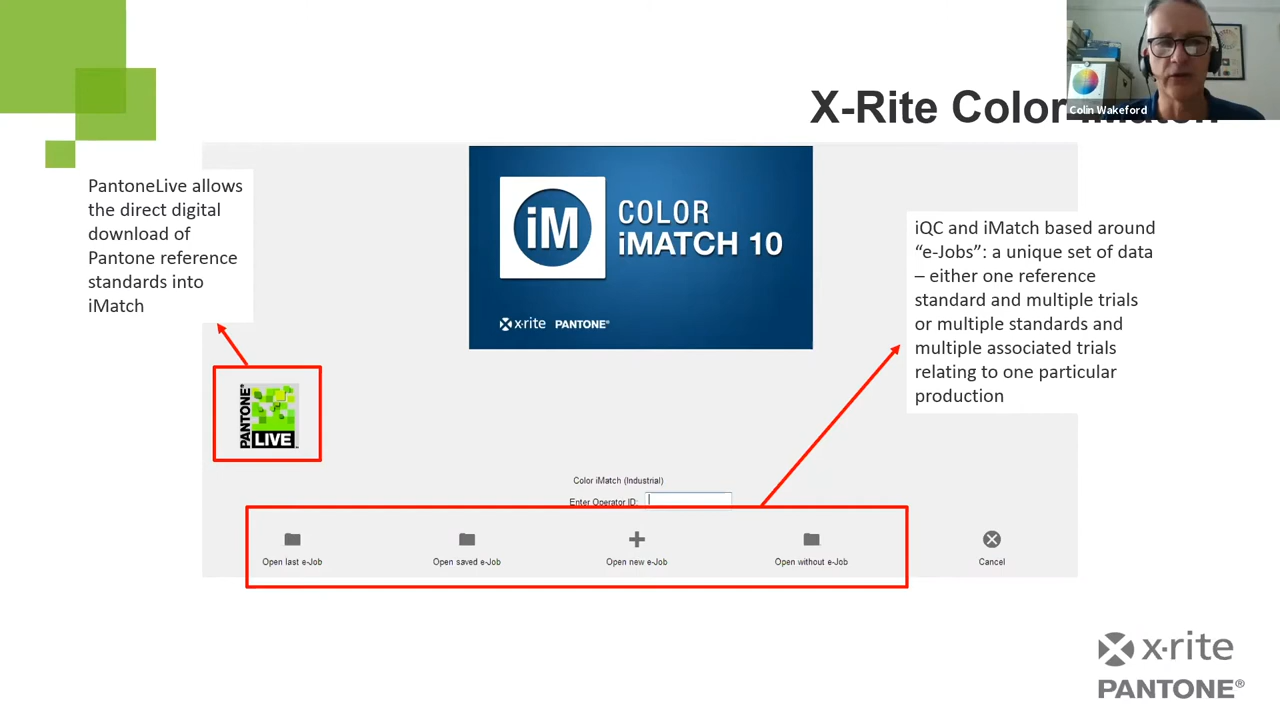 X-Rite Color
Colin Wakeford
PantoneLive allows
the direct digital
download of
Pantone reference
standards into
iMatch
iM
COLOR
iMATCH 10
x·rite PANTONE®
iQC and iMatch based around
“e-Jobs”: a unique set of data
– either one reference
standard and multiple trials
or multiple standards and
multiple associated trials
relating to one particular
production
PANTONE®
LIVE
Color iMatch (Industrial)
Enter Operator ID:
Open last e-Job
Open saved e-Job
Open new e-Job
Open without e-Job
Cancel
x·rite
PANTONE®